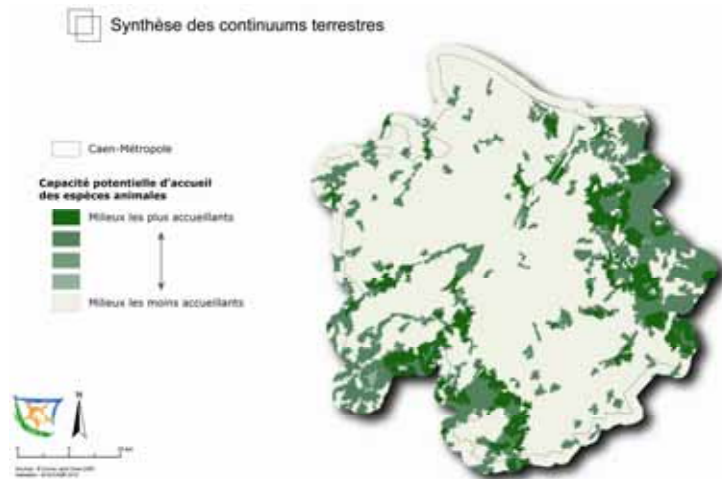 Synthèse des continuums terrestres
Caen-Métropole
Capacité potentielle d'accueil
des espèces animales
Milieux les plus accueillants
Milieux les moins accueillants
N